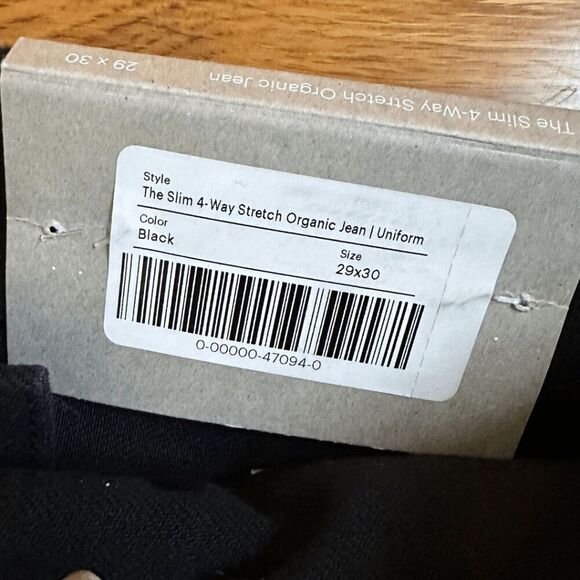 The Slim 4-Way Stretch Organic Jean
29 x 30
Style
The Slim 4-Way Stretch Organic Jean | Uniform
Color
Black
Size
29x30
0-00000-47094-0